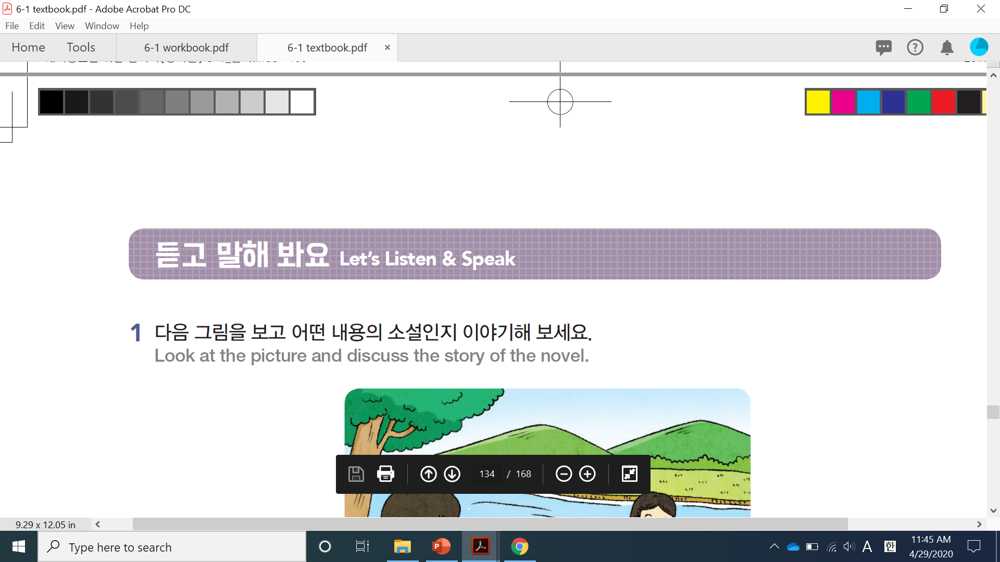 6-1 textbook.pdf - Adobe Acrobat Pro DC
File Edit View Window Help
Home Tools 6-1 workbook.pdf 6-1 textbook.pdf
듣고 말해 봐요 Let's Listen & Speak
1 다음 그림을 보고 어떤 내용의 소설인지 이야기해 보세요.
Look at the picture and discuss the story of the novel.
134 / 168
9.29 x 12.05 in
Type here to search
A 한 11:45 AM
4/29/2020